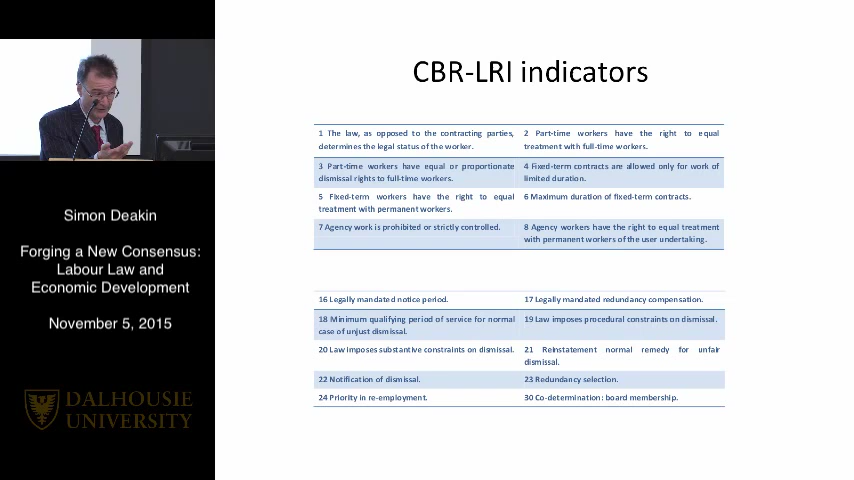 CBR-LRI indicators
1 The law, as opposed to the contracting parties,
determines the legal status of the worker.
2 Part-time workers have the right to equal
treatment with full-time workers.
3 Part-time workers have equal or proportionate
dismissal rights to full-time workers.
4 Fixed-term contracts are allowed only for work of
limited duration.
5 Fixed-term workers have the right to equal
treatment with permanent workers.
6 Maximum duration of fixed-term contracts.
7 Agency work is prohibited or strictly controlled.
8 Agency workers have the right to equal treatment
with permanent workers of the user undertaking.
16 Legally mandated notice period.
17 Legally mandated redundancy compensation.
18 Minimum qualifying period of service for normal
case of unjust dismissal.
19 Law imposes procedural constraints on dismissal.
20 Law imposes substantive constraints on dismissal.
21 Reinstatement normal remedy for unfair
dismissal.
22 Notification of dismissal.
23 Redundancy selection.
24 Priority in re-employment.
30 Co-determination: board membership.
Simon Deakin
Forging a New Consensus:
Labour Law and
Economic Development
November 5, 2015
DALHOUSIE
UNIVERSITY